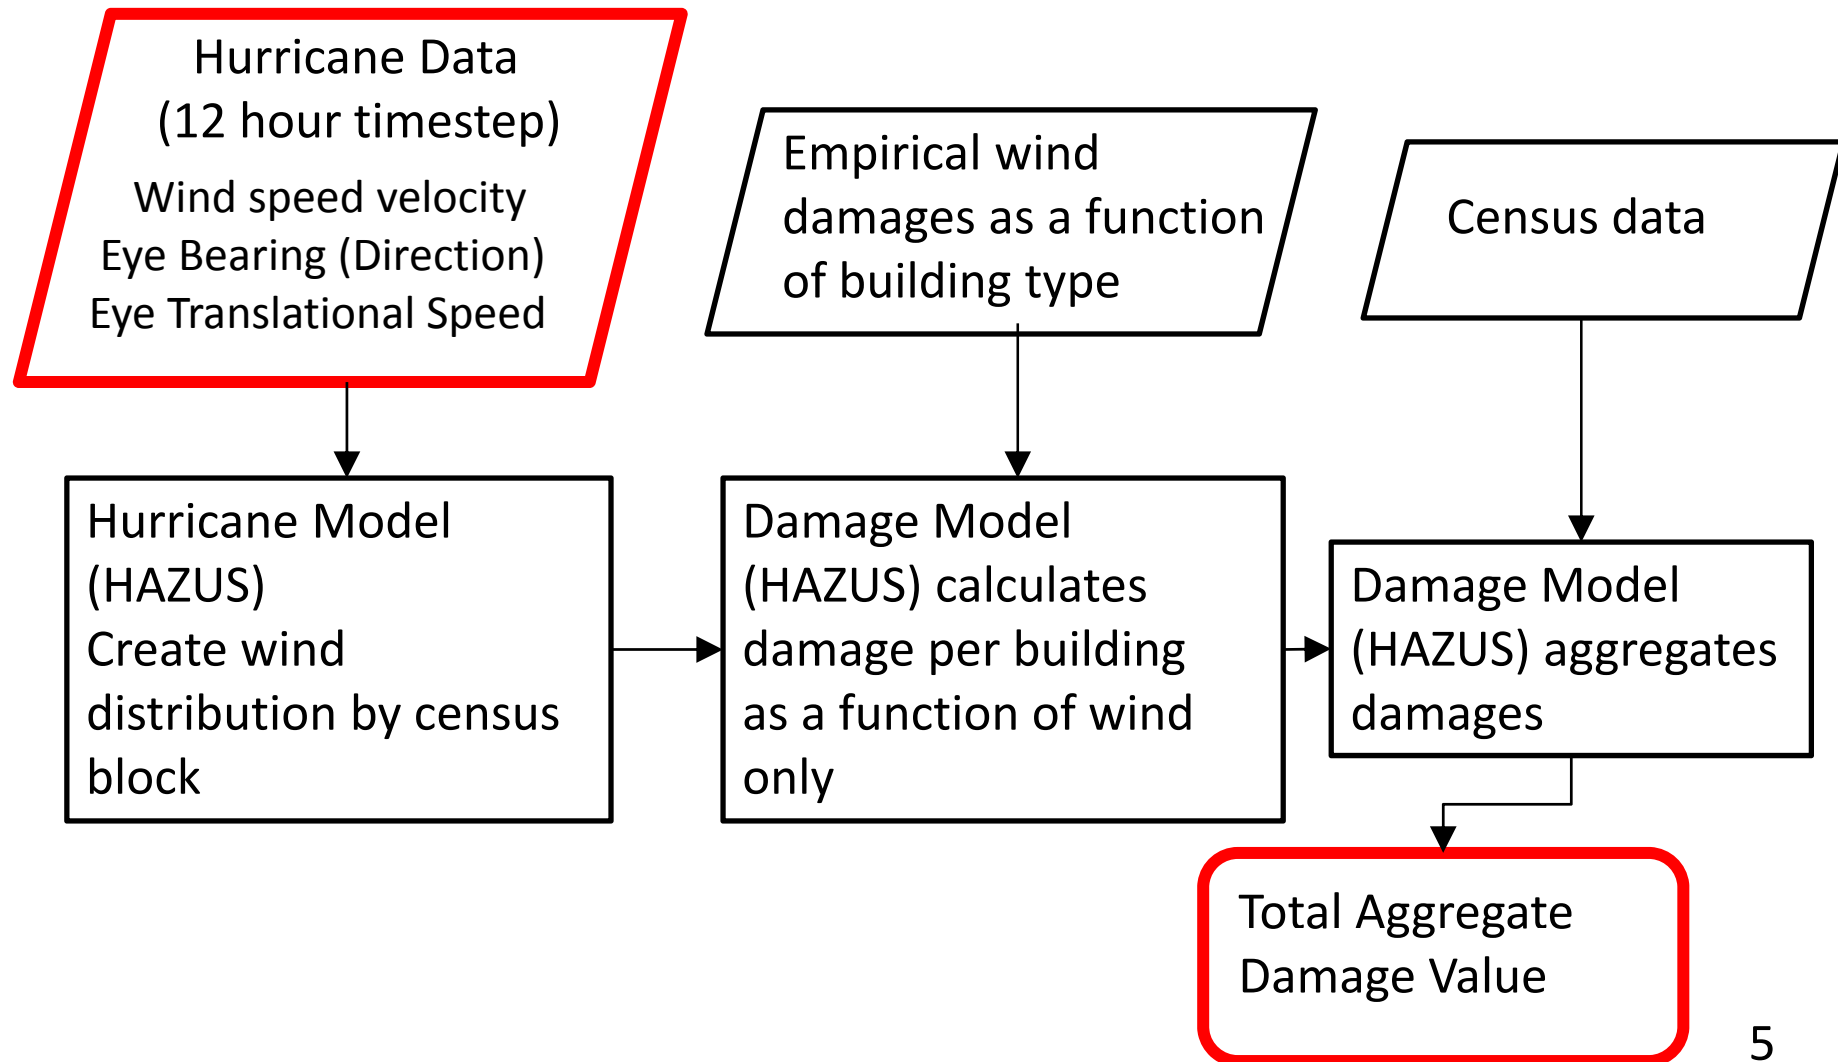 Hurricane Data
(12 hour timestep)
Wind speed velocity
Eye Bearing (Direction)
Eye Translational Speed
Empirical wind
damages as a function
of building type
Census data
Hurricane Model
(HAZUS)
Create wind
distribution by census
block
Damage Model
(HAZUS) calculates
damage per building
as a function of wind
only
Damage Model
(HAZUS) aggregates
damages
Total Aggregate
Damage Value
5